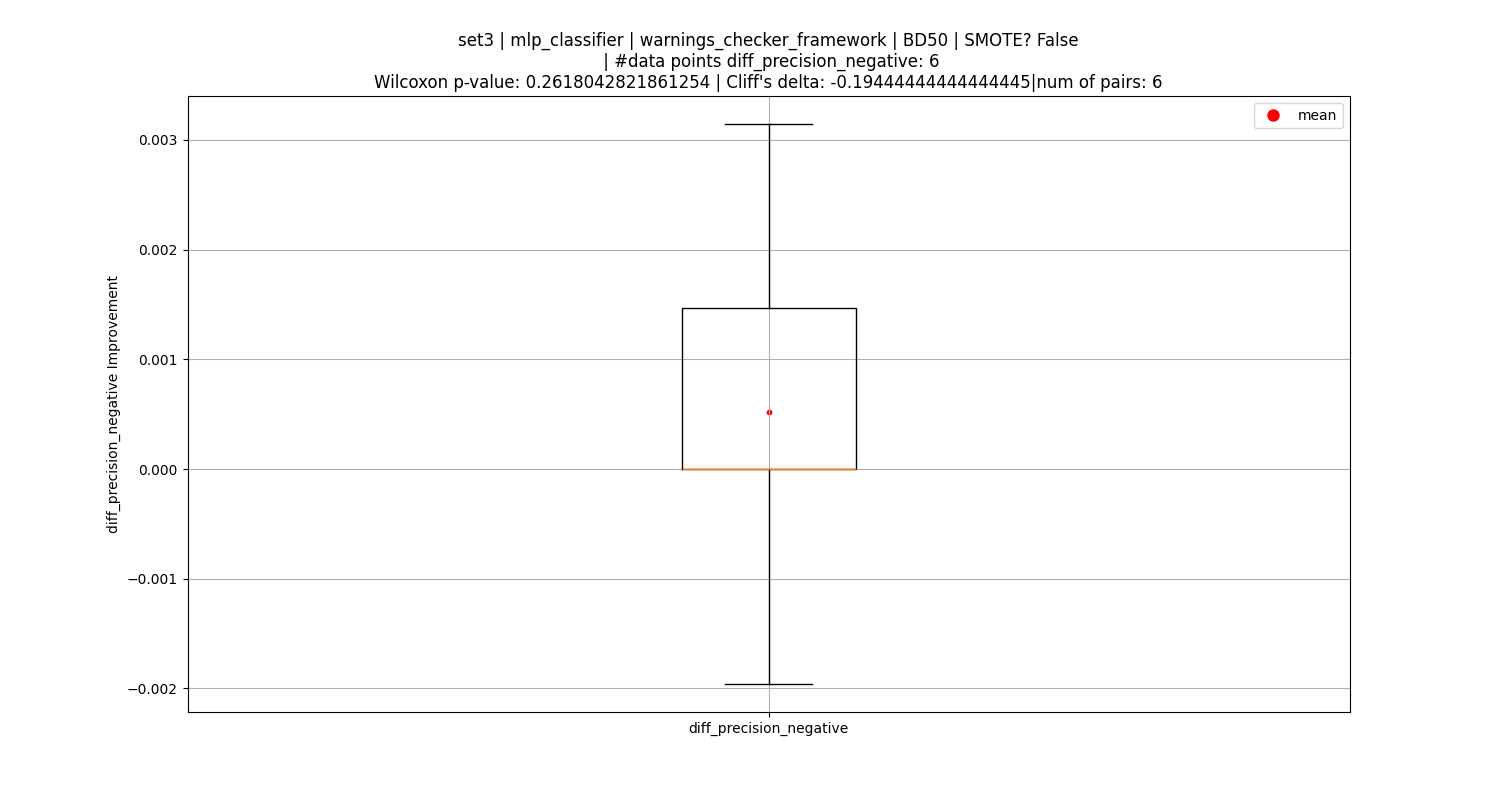 set3 | mlp_classifier | warnings_checker_framework | BD50 | SMOTE? False
| #data points diff_precision_negative: 6
Wilcoxon p-value: 0.2618042821861254 | Cliff's delta: -0.19444444444444445|num of pairs: 6
mean
0.003
0.002
0.001
0.000
−0.001
−0.002
diff_precision_negative Improvement
diff_precision_negative